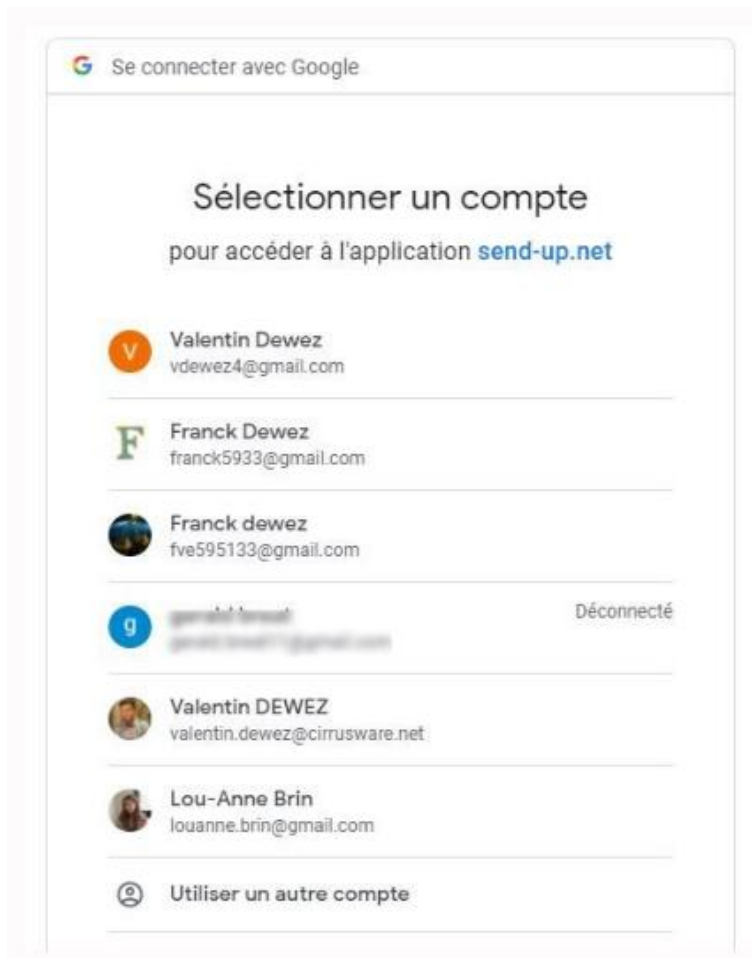 Se connecter avec Google
Sélectionner un compte
pour accéder à l'application send-up.net
V
Valentin Dewez
vdewez4@gmail.com
F
Franck Dewez
franck5933@gmail.com
Franck dewez
fve595133@gmail.com
g
Déconnecté
Valentin DEWEZ
valentin.dewez@cirrusware.net
Lou-Anne Brin
louanne.brin@gmail.com
Utiliser un autre compte